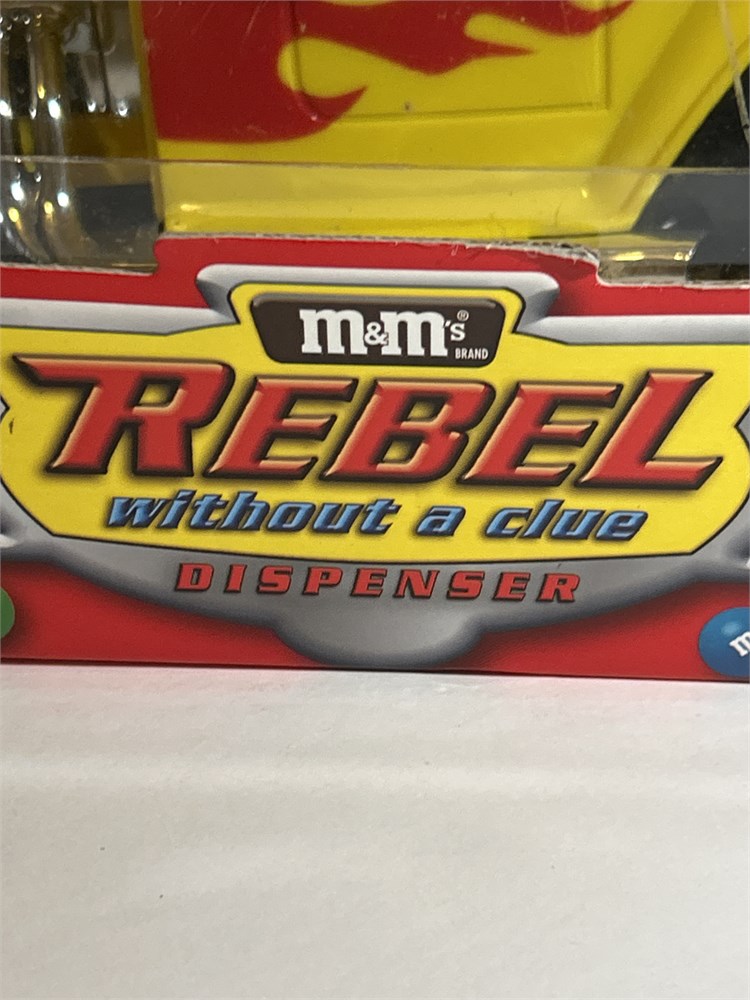 m&m's®
BRAND
REBEL
without a clue
DISPENSER
m